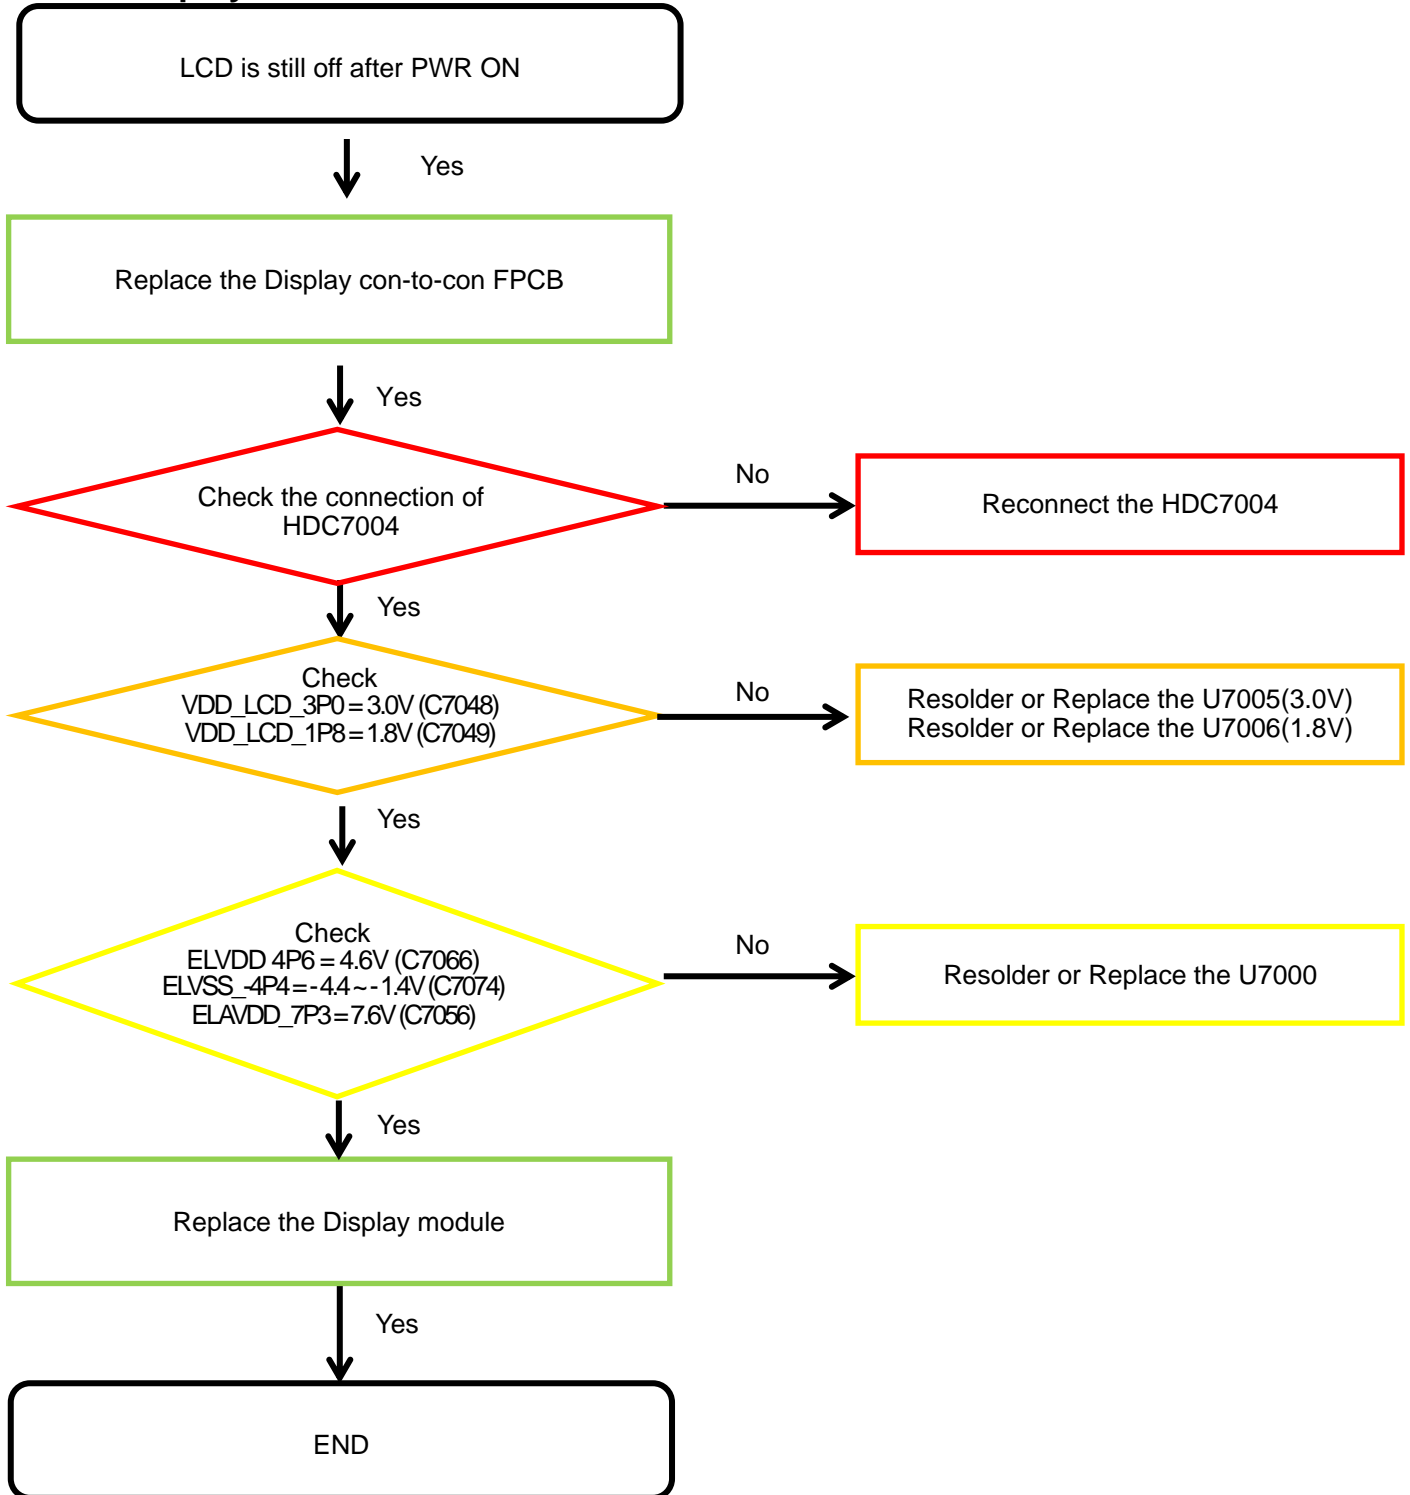 LCD is still off after PWR ON
Yes
Replace the Display con-to-con FPCB
Yes
Check the connection of
HDC7004
No
Reconnect the HDC7004
Yes
Check
VDD_LCD_3P0 = 3.0V (C7048)
VDD_LCD_1P8 = 1.8V (C7049)
No
Resolder or Replace the U7005(3.0V)
Resolder or Replace the U7006(1.8V)
Yes
Check
ELVDD 4P6 = 4.6V (C7066)
ELVSS_-4P4 = -4.4 ~ -1.4V (C7074)
ELAVDD_7P3 = 7.6V (C7056)
No
Resolder or Replace the U7000
Yes
Replace the Display module
Yes
END